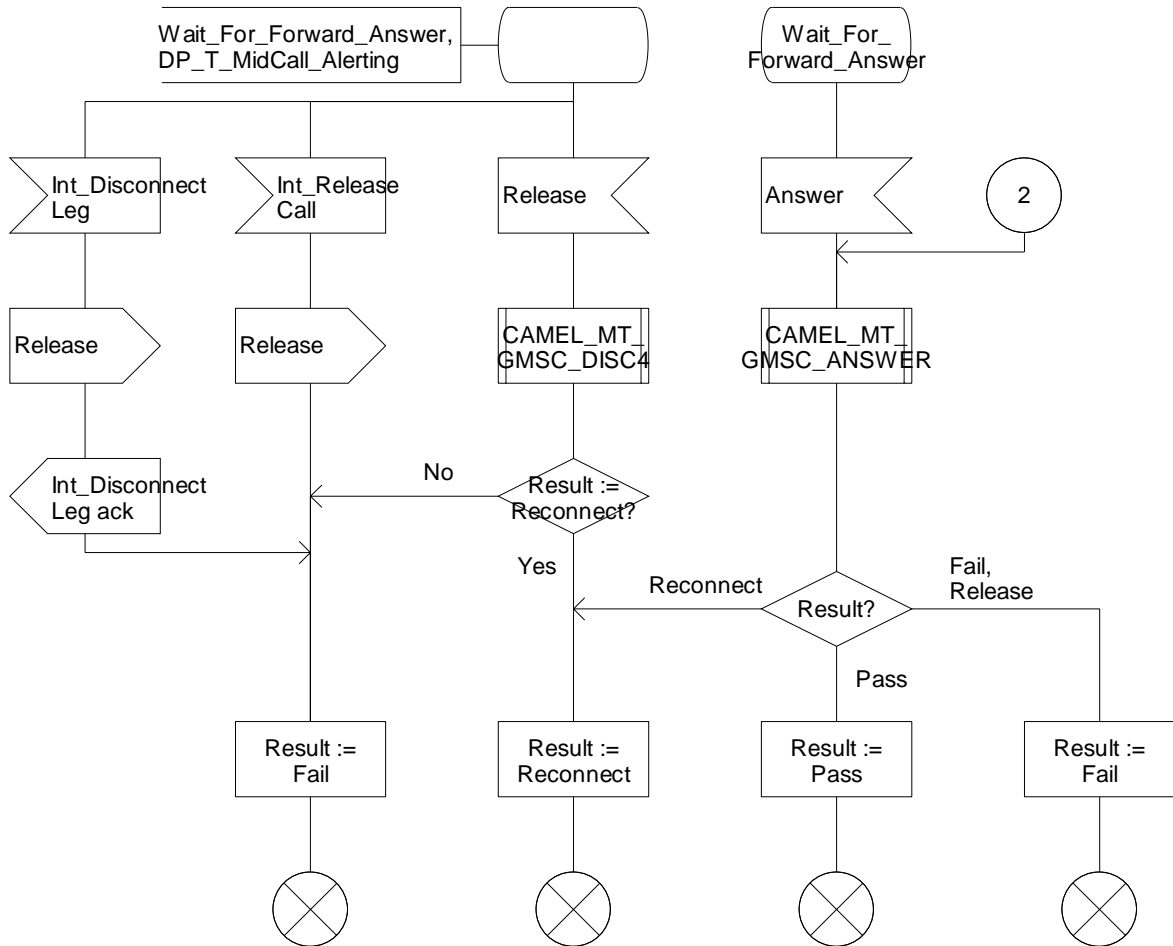 Wait_For_Forward_Answer,
DP_T_MidCall_Alerting
Wait_For_
Forward_Answer
Int_Disconnect
Leg
Int_Release
Call
Release
Answer
2
Release
Release
CAMEL_MT_
GMSC_DISC4
CAMEL_MT_
GMSC_ANSWER
Int_Disconnect
Leg ack
No
Result :=
Reconnect?
Yes
Reconnect
Result?
Fail,
Release
Pass
Result :=
Fail
Result :=
Reconnect
Result :=
Pass
Result :=
Fail